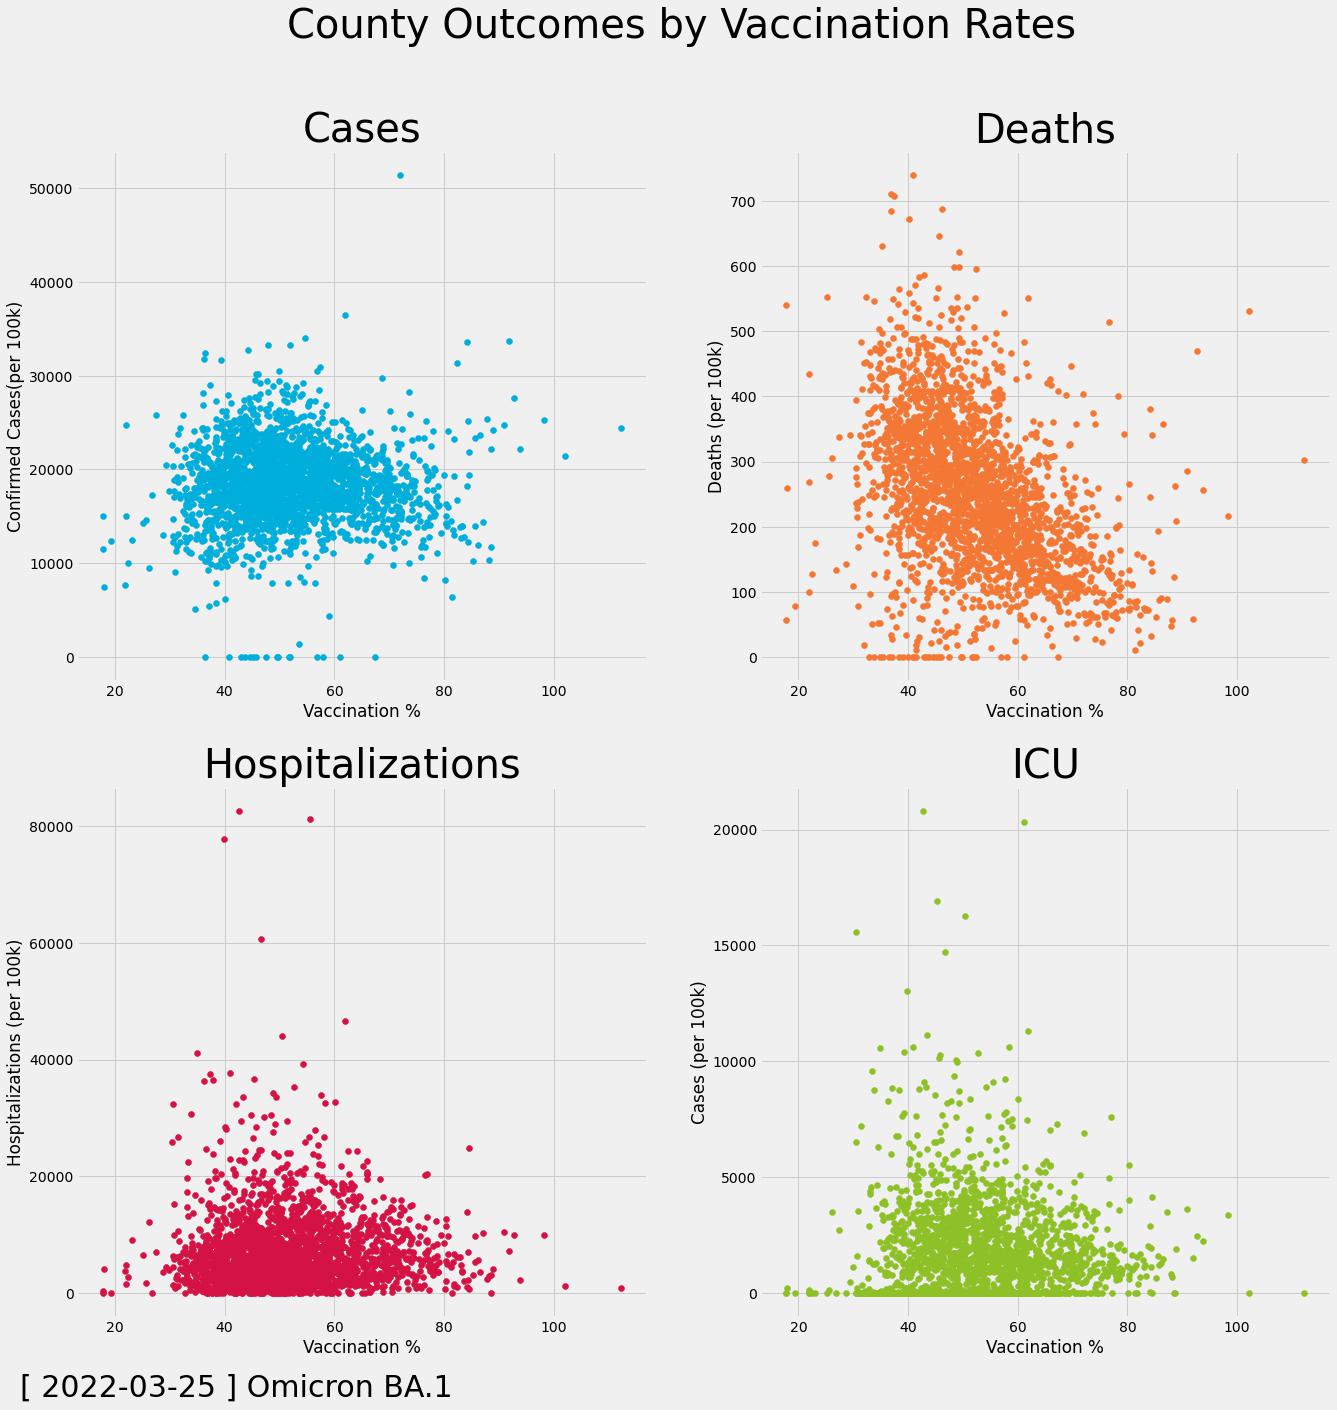 County Outcomes by Vaccination Rates
Cases
Confirmed Cases(per 100k)
50000
40000
30000
20000
10000
0
20 40 60 80 100
Vaccination %
Deaths
Deaths (per 100k)
700
600
500
400
300
200
100
0
20 40 60 80 100
Vaccination %
Hospitalizations
Hospitalizations (per 100k)
80000
60000
40000
20000
0
20 40 60 80 100
Vaccination %
ICU
Cases (per 100k)
20000
15000
10000
5000
0
20 40 60 80 100
Vaccination %
[ 2022-03-25 ] Omicron BA.1